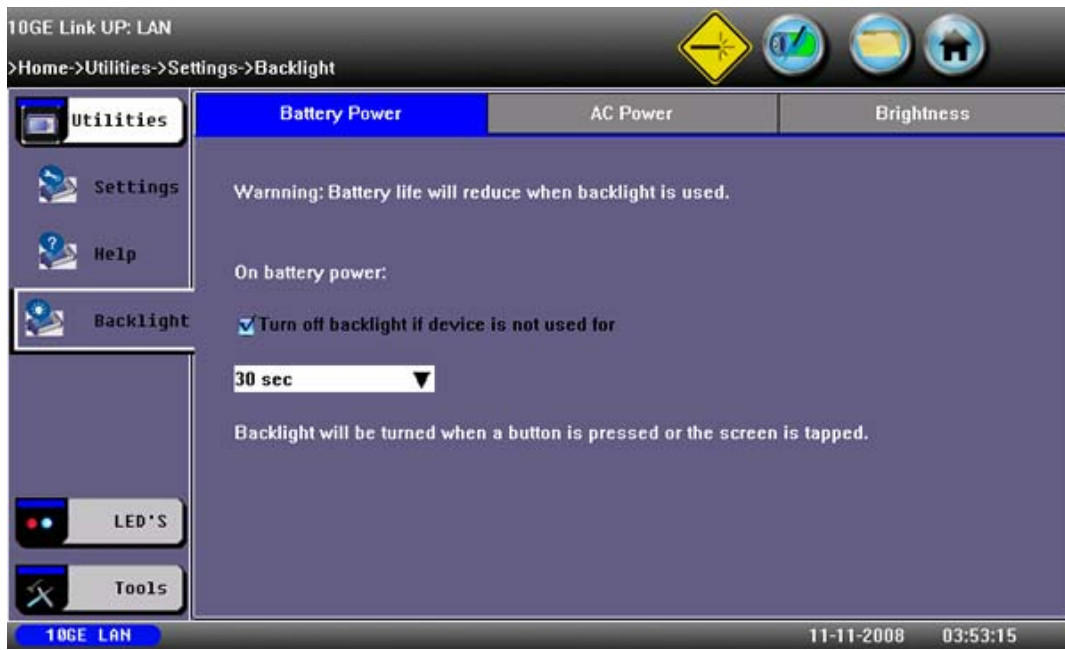 10GE Link UP: LAN
>Home->Utilities->Settings->Backlight
Utilities
Battery Power
AC Power
Brightness
Settings
Warnning: Battery life will reduce when backlight is used.
Help
On battery power:
Backlight
Turn off backlight if device is not used for
30 sec
Backlight will be turned when a button is pressed or the screen is tapped.
LED'S
Tools
10GE LAN
11-11-2008 03:53:15